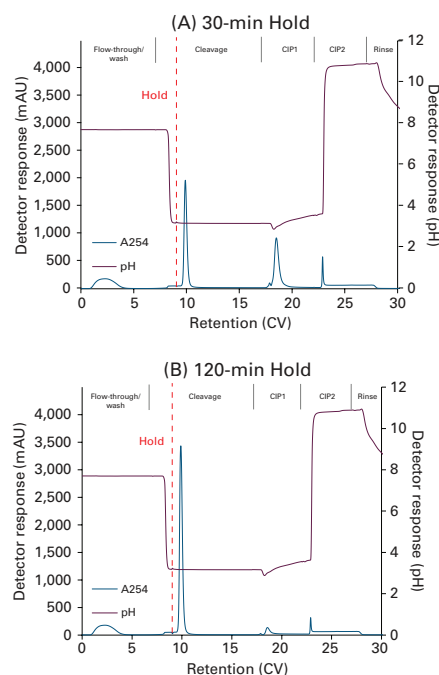 (A) 30-min Hold
Flow-through/ wash
Cleavage
CIP1
CIP2
Rinse
Hold
Detector response (mAU)
4,000
3,500
3,000
2,500
2,000
1,500
1,000
500
0
A254
pH
12
10
8
6
4
2
0
Detector response (pH)
0 5 10 15 20 25 30
Retention (CV)
(B) 120-min Hold
Flow-through/ wash
Cleavage
CIP1
CIP2
Rinse
Hold
Detector response (mAU)
4,000
3,500
3,000
2,500
2,000
1,500
1,000
500
0
A254
pH
12
10
8
6
4
2
0
Detector response (pH)
0 5 10 15 20 25 30
Retention (CV)